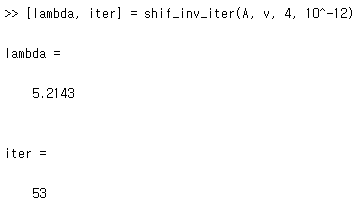 >> [lambda, iter] = shif_inv_iter(A, v, 4, 10^-12)
lambda =
5.2143
iter =
53